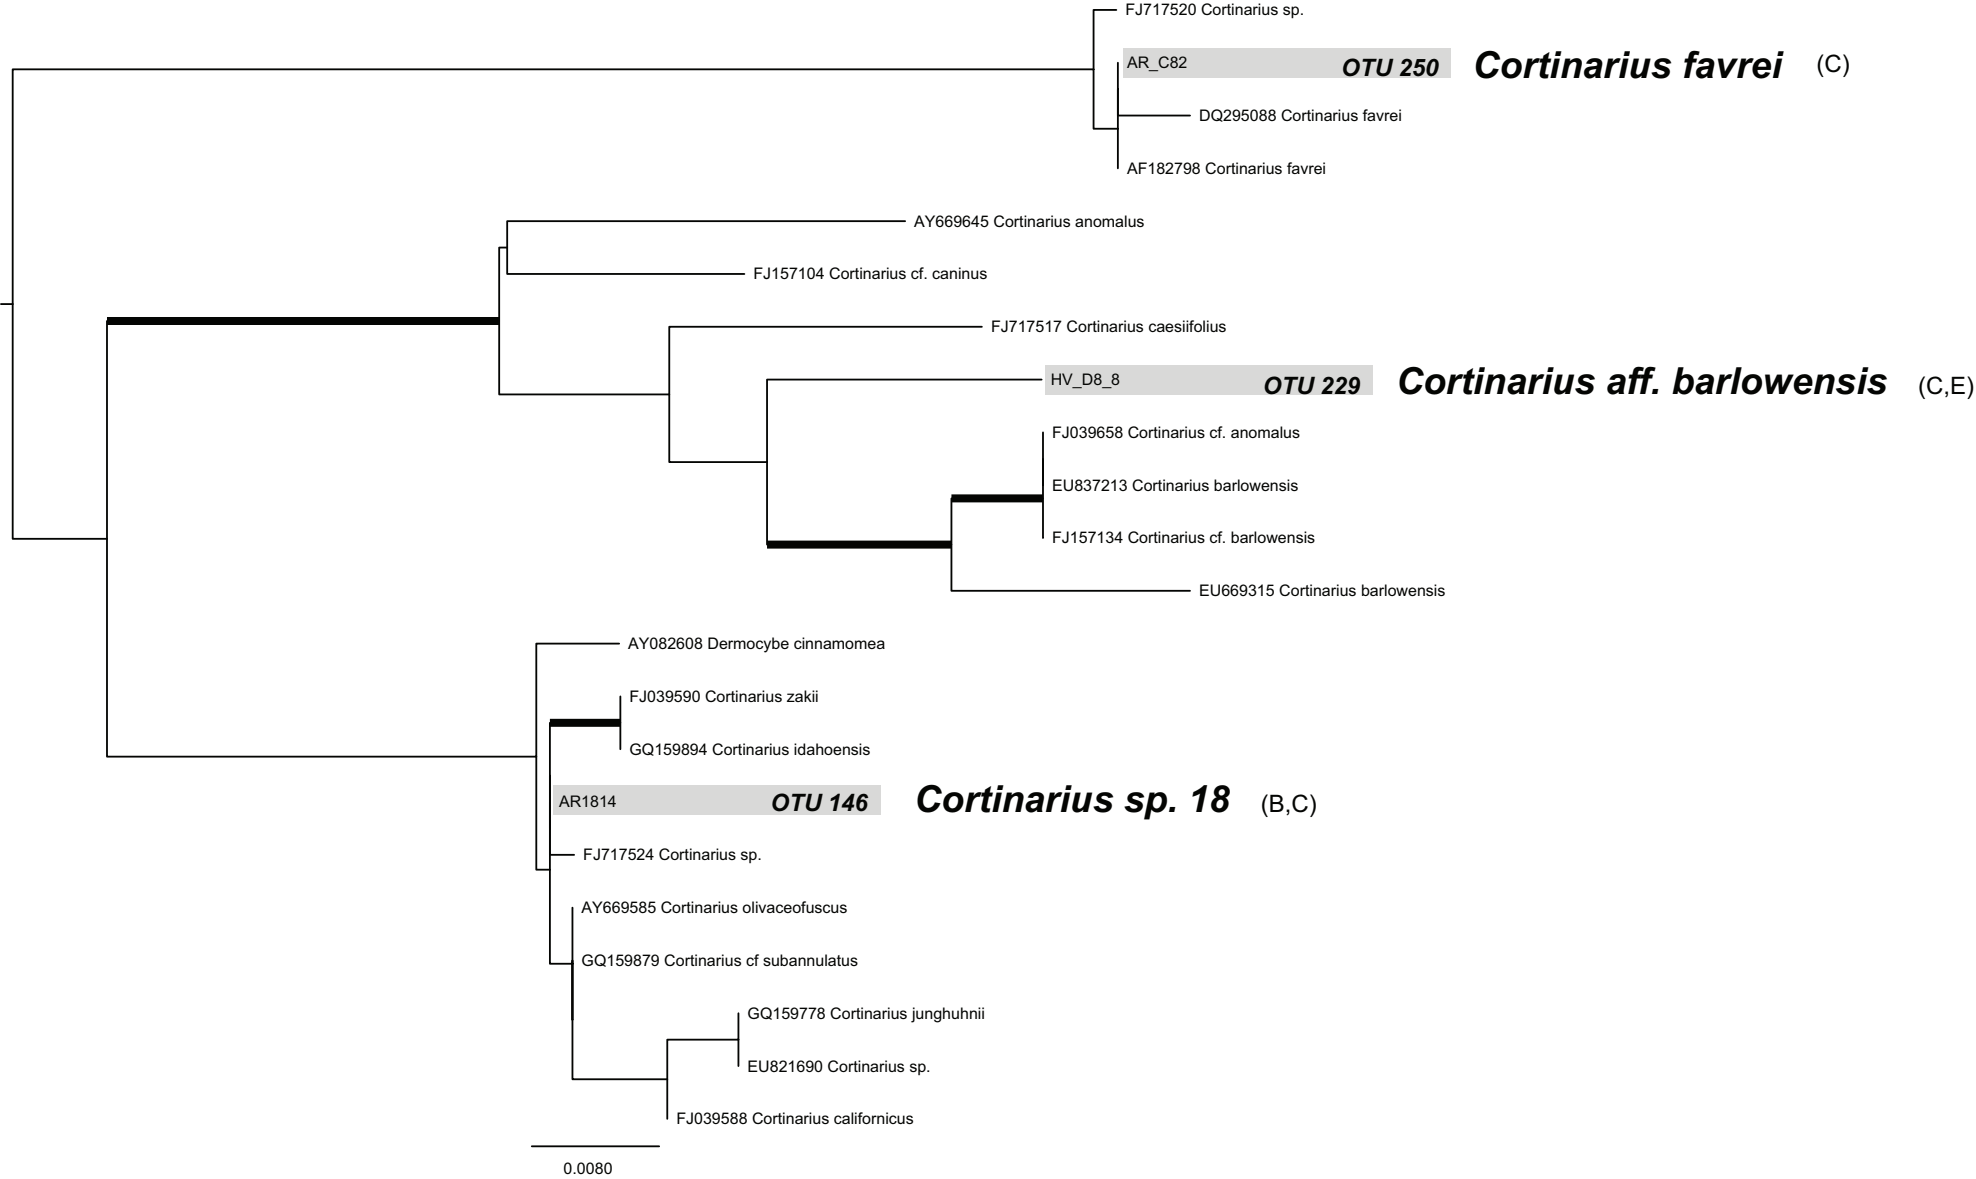 FJ717520 Cortinarius sp.
AR_C82 OTU 250 Cortinarius favrei (C)
DQ295088 Cortinarius favrei
AF182798 Cortinarius favrei
AY669645 Cortinarius anomalus
FJ157104 Cortinarius cf. caninus
FJ717517 Cortinarius caesiifolius
HV_D8_8 OTU 229 Cortinarius aff. barlowensis (C,E)
FJ039658 Cortinarius cf. anomalus
EU837213 Cortinarius barlowensis
FJ157134 Cortinarius cf. barlowensis
EU669315 Cortinarius barlowensis
AY082608 Dermocybe cinnamomea
FJ039590 Cortinarius zakii
GQ159894 Cortinarius idahoensis
AR1814 OTU 146 Cortinarius sp. 18 (B,C)
FJ717524 Cortinarius sp.
AY669585 Cortinarius olivaceofuscus
GQ159879 Cortinarius cf subannulatus
GQ159778 Cortinarius junghuhnii
EU821690 Cortinarius sp.
FJ039588 Cortinarius californicus
0.0080